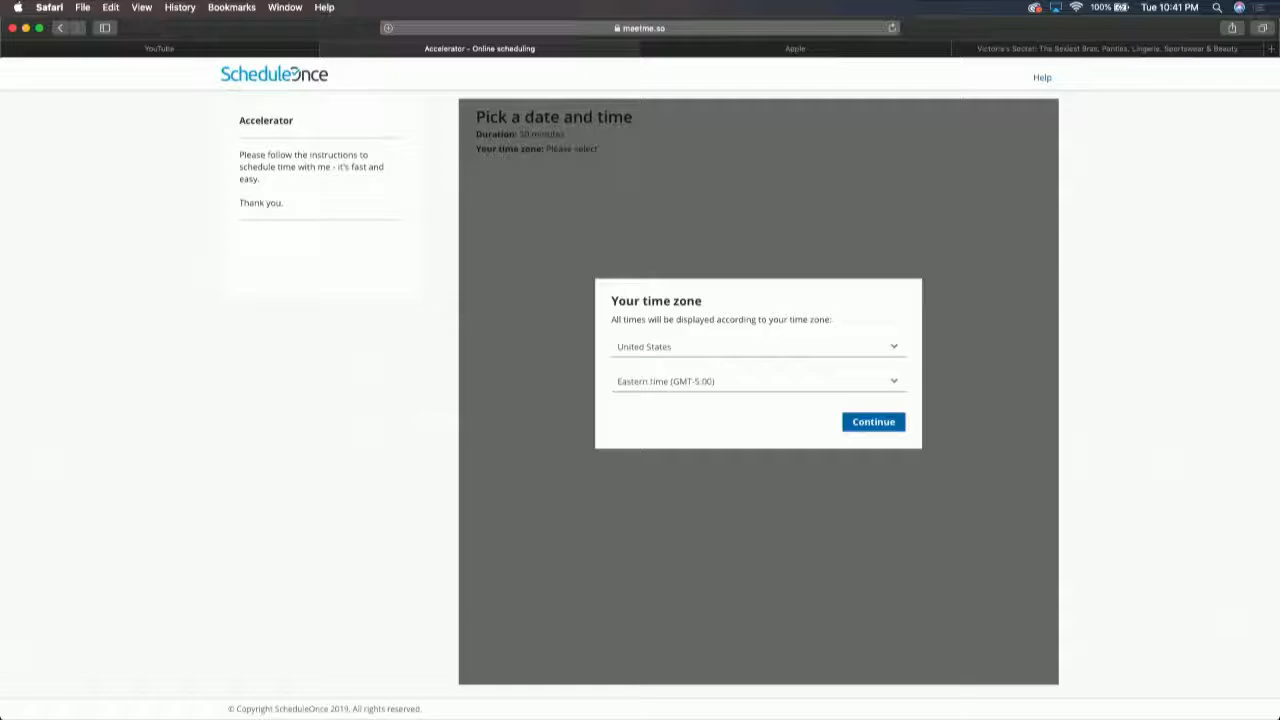 Safari File Edit View History Bookmarks Window Help
100% Tue 10:41 PM
meetme.so
YouTube
Accelerator - Online scheduling
Apple
Victoria's Secret: The Sexiest Bras, Panties, Lingerie, Sportswear & Beauty
ScheduleOnce
Help
Accelerator
Please follow the instructions to
schedule time with me - it's fast and
easy.
Thank you.
Pick a date and time
Duration: 30 minutes
Your time zone: Please select
Your time zone
All times will be displayed according to your time zone:
United States
Eastern time (GMT-5:00)
Continue
© Copyright ScheduleOnce 2019. All rights reserved.